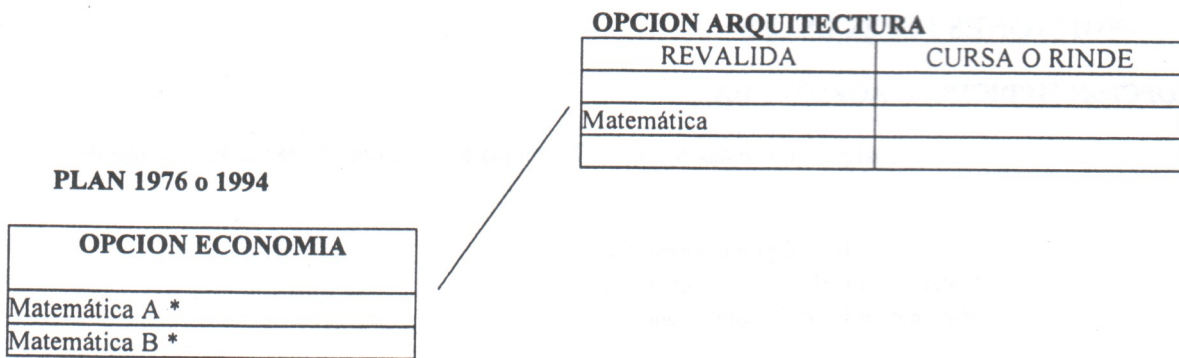 OPCION ARQUITECTURA
REVALIDA CURSA O RINDE
Matemática
PLAN 1976 o 1994
OPCION ECONOMIA
Matemática A *
Matemática B *